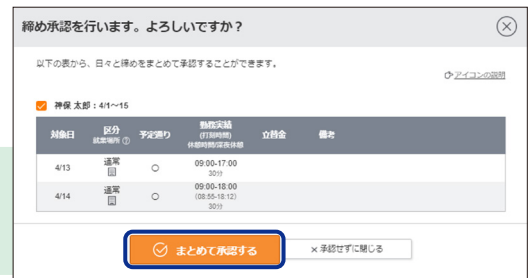 締め承認を行います。よろしいですか？
以下の表から、日々と締めをまとめて承認することができます。
アイコンの説明
神保 太郎：4/1～15
対象日 区分 就業場所 予定通り 勤務実績 (打刻時間) 休憩時間/深夜休憩 立替金 備考
4/13 通常 ○ 09:00-17:00
30分
4/14 通常 ○ 09:00-18:00
(08:55-18:12)
30分
まとめて承認する
×承認せずに閉じる